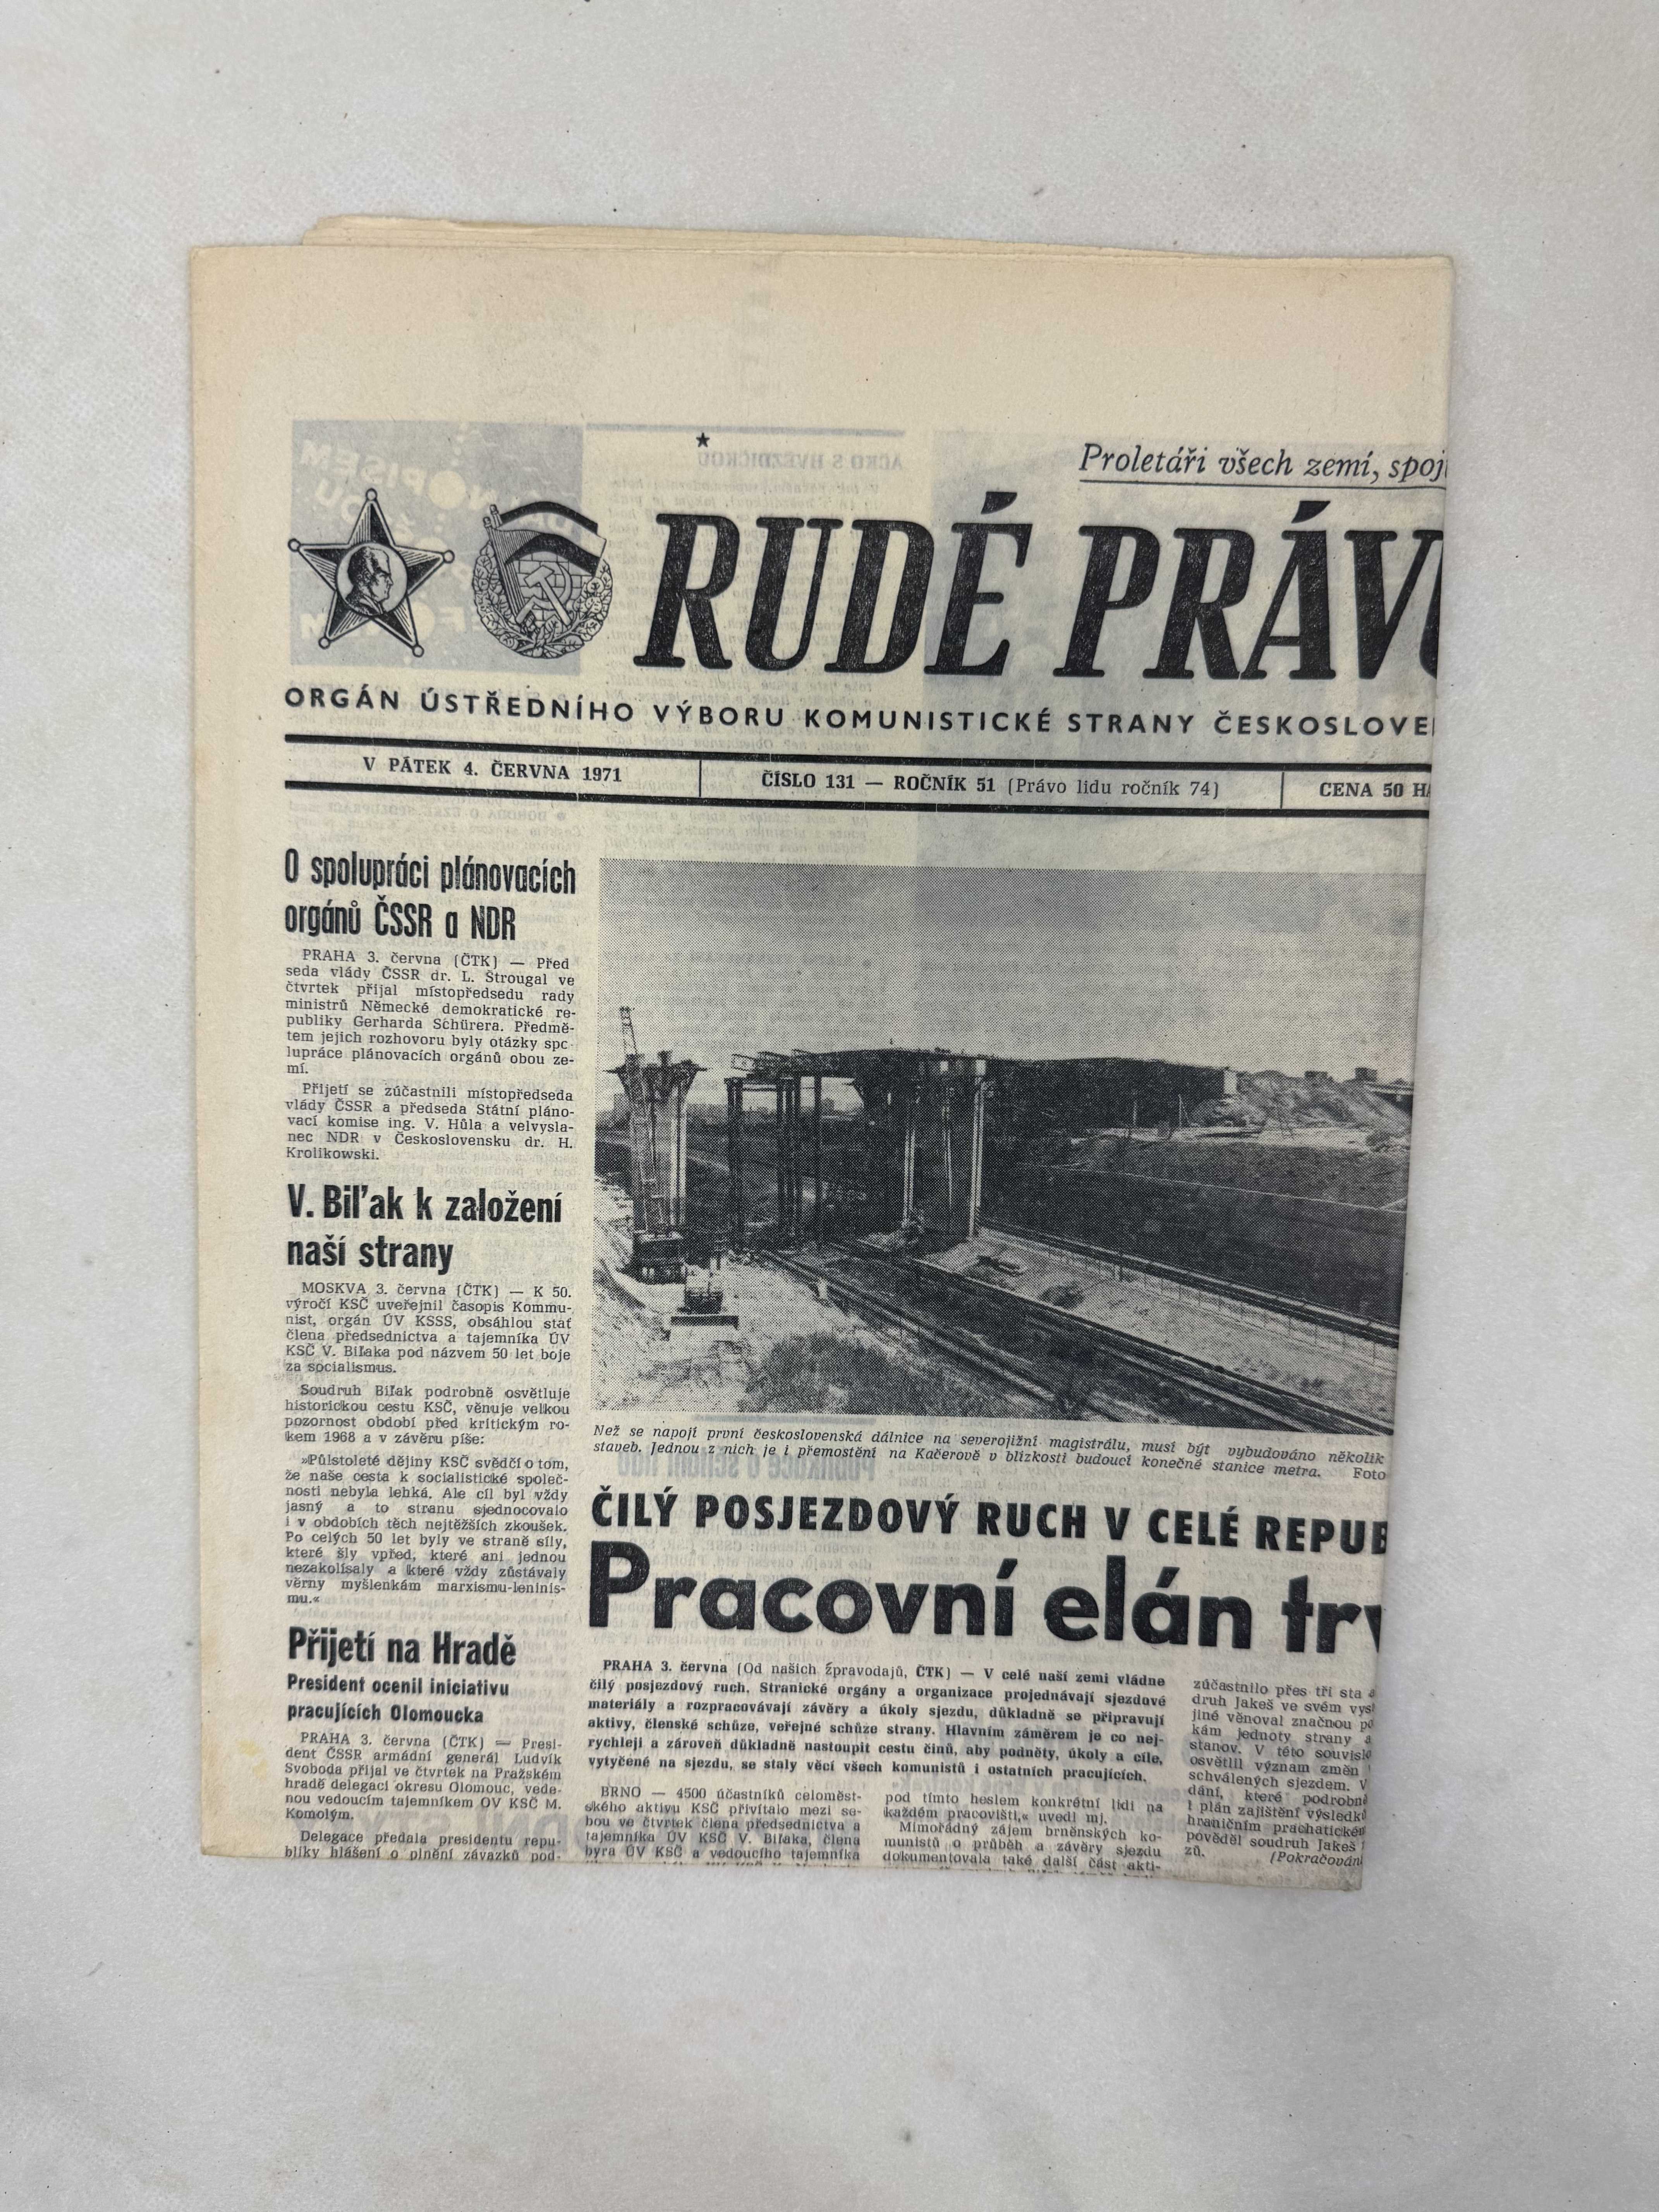 Proletáři všech zemí, spoj
RUDÉ PRÁV
ORGÁN ÚSTŘEDNÍHO VÝBORU KOMUNISTICKÉ STRANY ČESKOSLOVE
V PÁTEK 4. ČERVNA 1971
ČÍSLO 131 — ROČNÍK 51 (Právo lidu ročník 74)
CENA 50 HA
O spolupráci plánovacích
orgánů ČSSR a NDR
PRAHA 3. června (ČTK) — Před
seda vlády ČSSR dr. L. Štrougal ve
čtvrtek přijal místopředsedu rady
ministrů Německé demokratické re-
publiky Gerharda Schürera. Předmě-
tem jejich rozhovoru byly otázky spo
lupráce plánovacích orgánů obou ze-
mí.
Přijetí se zúčastnili místopředseda
vlády ČSSR a předseda Státní pláno-
vací komise ing. V. Hůla a velvysla-
nec NDR v Československu dr. H.
Krolikowski.
V. Biľak k založení
naší strany
MOSKVA 3. června (ČTK) — K 50.
výročí KSČ uveřejnil časopis Kommu-
nist, orgán ÚV KSSS, obsáhlou stať
člena předsednictva a tajemníka ÚV
KSČ V. Biľaka pod názvem 50 let boje
za socialismus.
Soudruh Biľak podrobně osvětluje
historickou cestu KSČ, věnuje velkou
pozornost období před kritickým ro-
kem 1968 a v závěru píše:
»Půlstoleté dějiny KSČ svědčí o tom,
že naše cesta k socialistické společ-
nosti nebyla lehká. Ale cíl byl vždy
jasný a to stranu sjednocovalo
i v obdobích těch nejtěžších zkoušek.
Po celých 50 let byly ve straně síly,
které šly vpřed, které ani jednou
nezakolísaly a které vždy zůstávaly
věrny myšlenkám marxismu-leninis-
mu.«
Přijetí na Hradě
President ocenil iniciativu
pracujících Olomoucka
PRAHA 3. června (ČTK) — Presi-
dent ČSSR armádní generál Ludvík
Svoboda přijal ve čtvrtek na Pražském
hradě delegaci okresu Olomouc, vede-
nou vedoucím tajemníkem OV KSČ M.
Komolým.
Delegace předala presidentu repu-
bliky hlášení o plnění závazků pod-
Než se napojí první československá dálnice na severojižní magistrálu, musí být vybudováno několik
staveb. Jednou z nich je i přemostění na Kačerově v blízkosti budoucí konečné stanice metra. Foto
ČILÝ POSJEZDOVÝ RUCH V CELÉ REPUB
Pracovní elán trv
PRAHA 3. června (Od našich zpravodajů, ČTK) — V celé naší zemi vládne
čilý posjezdový ruch. Stranické orgány a organizace projednávají sjezdové
materiály a rozpracovávají závěry a úkoly sjezdu, důkladně se připravují
aktivy, členské schůze, veřejné schůze strany. Hlavním záměrem je co nej-
rychleji a zároveň důkladně nastoupit cestu činů, aby podněty, úkoly a cíle,
vytyčené na sjezdu, se staly věcí všech komunistů i ostatních pracujících.
BRNO — 4500 účastníků celoměst-
ského aktivu KSČ přivítalo mezi se-
bou ve čtvrtek člena předsednictva a
tajemníka ÚV KSČ V. Biľaka, člena
byra ÚV KSČ a vedoucího tajemníka
pod tímto heslem konkrétní lidi na
každém pracovišti,« uvedl mj.
Mimořádný zájem brněnských ko-
munistů o průběh a závěry sjezdu
dokumentovala také další část akti-
zúčastnilo přes tři sta
druh Jakeš ve svém vys
jiné věnoval značnou po
kám jednoty strany a
stanov. V této souvisl
osvětlil význam změn
schválených sjezdem. V
dání, které podrobně
i plán zajištění výsledků
hraničním prachatickém
pověděl soudruh Jakeš
zů.
(Pokračování